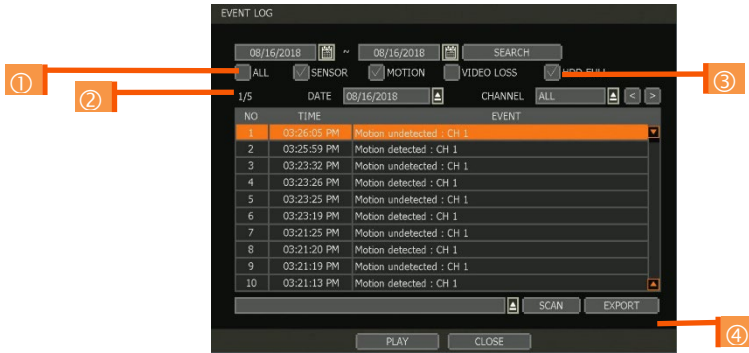 EVENT LOG
08/16/2018 ~ 08/16/2018 SEARCH
① ALL SENSOR MOTION VIDEO LOSS HDD FULL ③
② 1/5 DATE 08/16/2018 CHANNEL ALL < >
NO TIME EVENT
1 03:26:05 PM Motion undetected : CH 1
2 03:25:59 PM Motion detected : CH 1
3 03:23:32 PM Motion undetected : CH 1
4 03:23:26 PM Motion detected : CH 1
5 03:23:25 PM Motion undetected : CH 1
6 03:23:19 PM Motion detected : CH 1
7 03:21:25 PM Motion undetected : CH 1
8 03:21:20 PM Motion detected : CH 1
9 03:21:19 PM Motion undetected : CH 1
10 03:21:13 PM Motion detected : CH 1
SCAN EXPORT
④
PLAY CLOSE